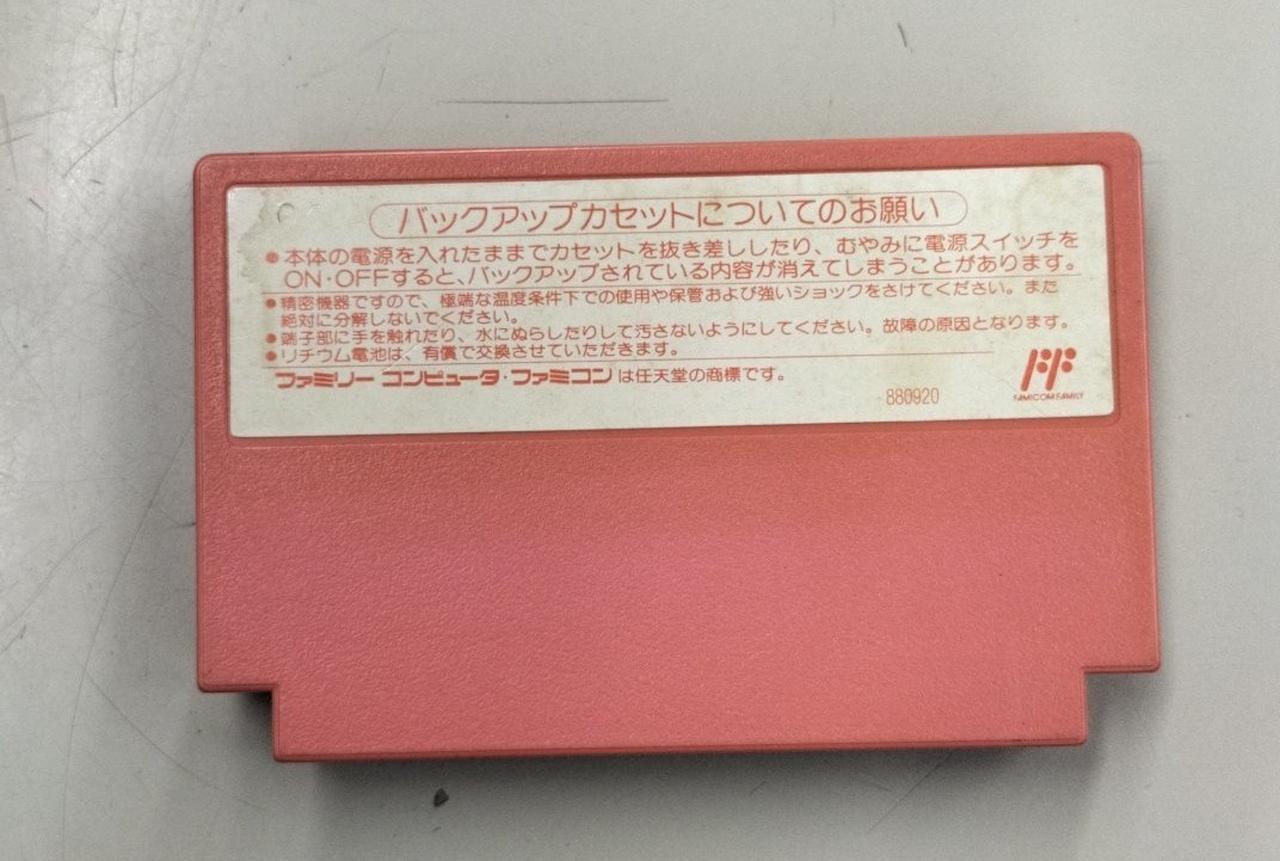 バックアップカセットについてのお願い
●本体の電源を入れたままでカセットを抜き差ししたり、むやみに電源スイッチを
ON・OFFすると、バックアップされている内容が消えてしまうことがあります。
●精密機器ですので、極端な温度条件下での使用や保管および強いショックをさけてください。また
絶対に分解しないでください。
●端子部に手を触れたり、水にぬらしたりして汚さないようにしてください。故障の原因となります。
●リチウム電池は、有償で交換させていただきます。
ファミリー コンピュータ・ファミコン は任天堂の商標です。
880920
FAMICOM FAMILY